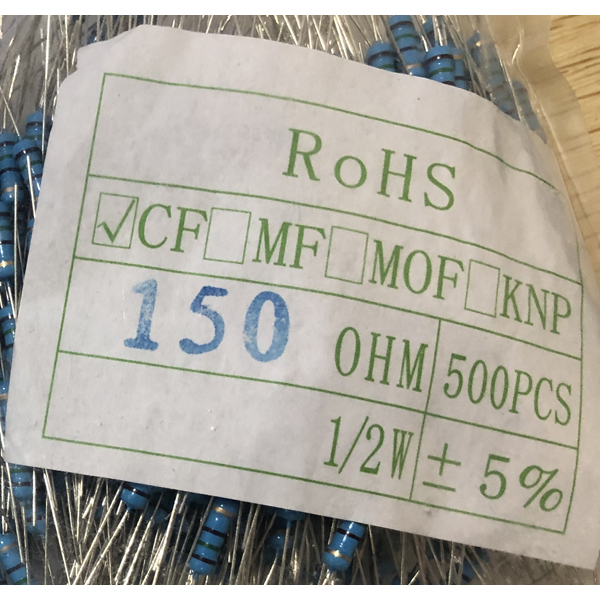 RoHS
☑CF☐MF☐MOF☐KNP
150 OHM 500PCS
1/2W ±5%